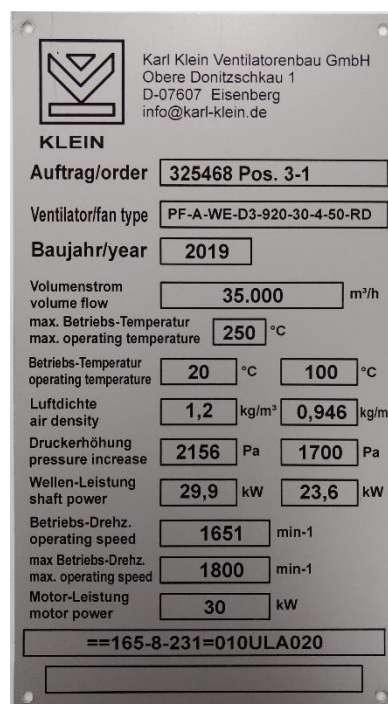 Karl Klein Ventilatorenbau GmbH
Obere Donitzschkau 1
D-07607 Eisenberg
info@karl-klein.de
KLEIN
Auftrag/order 325468 Pos. 3-1
Ventilator/fan type PF-A-WE-D3-920-30-4-50-RD
Baujahr/year 2019
Volumenstrom
volume flow 35.000 m³/h
max. Betriebs-Temperatur
max. operating temperature 250 °C
Betriebs-Temperatur
operating temperature 20 °C 100 °C
Luftdichte
air density 1,2 kg/m³ 0,946 kg/m
Druckerhöhung
pressure increase 2156 Pa 1700 Pa
Wellen-Leistung
shaft power 29,9 kW 23,6 kW
Betriebs-Drehz.
operating speed 1651 min-1
max Betriebs-Drehz.
max. operating speed 1800 min-1
Motor-Leistung
motor power 30 kW
==165-8-231=010ULA020